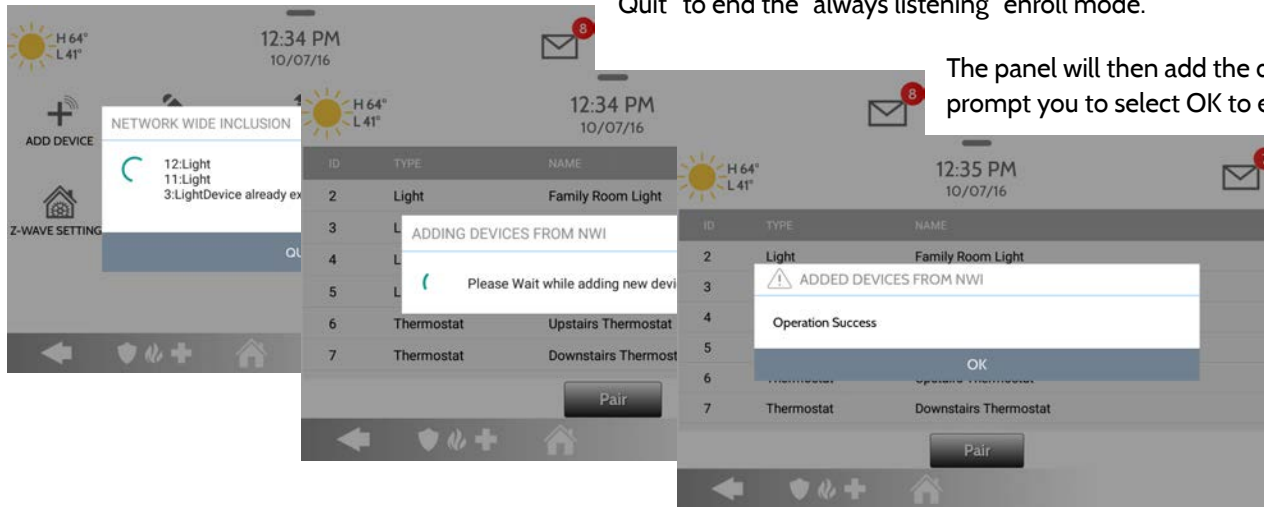 Quit" to end the "always listening" enroll mode.
The panel will then add the
prompt you to select OK to
H 64°
L 41°
12:34 PM
10/07/16
8
ADD DEVICE
Z-WAVE SETTING
NETWORK WIDE INCLUSION
12:Light
11:Light
3:LightDevice already ex
QU
H 64°
L 41°
12:34 PM
10/07/16
8
ID TYPE NAME
2 Light Family Room Light
3 L
4 L
5 L
6 Thermostat Upstairs Thermostat
7 Thermostat Downstairs Thermost
ADDING DEVICES FROM NWI
Please Wait while adding new devi
Pair
H 64°
L 41°
12:35 PM
10/07/16
ID TYPE NAME
2 Light Family Room Light
3
4
5
6
7 Thermostat Downstairs Thermostat
ADDED DEVICES FROM NWI
Operation Success
OK
Pair